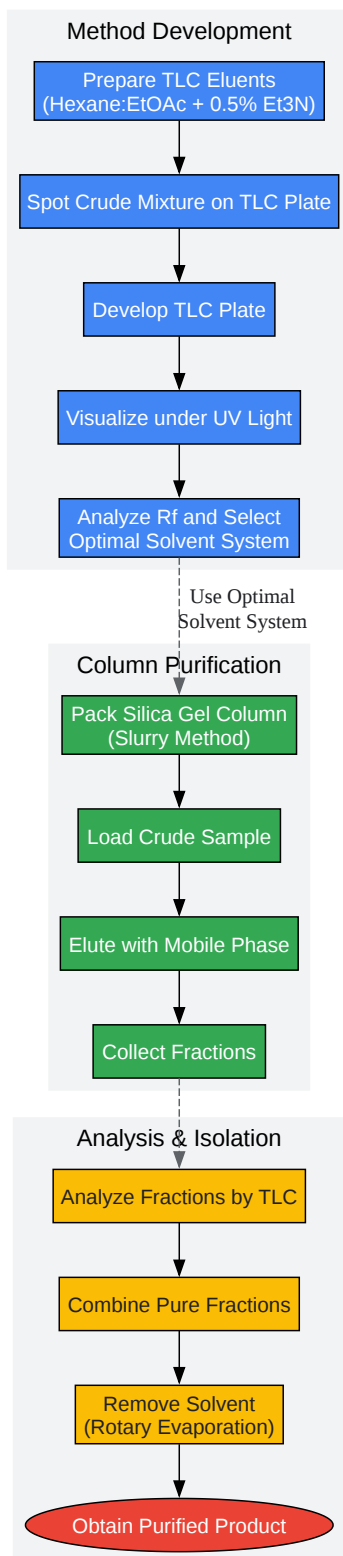 Method Development
Prepare TLC Eluents
(Hexane:EtOAc + 0.5% Et3N)
Spot Crude Mixture on TLC Plate
Develop TLC Plate
Visualize under UV Light
Analyze Rf and Select
Optimal Solvent System
Use Optimal
Solvent System
Column Purification
Pack Silica Gel Column
(Slurry Method)
Load Crude Sample
Elute with Mobile Phase
Collect Fractions
Analysis & Isolation
Analyze Fractions by TLC
Combine Pure Fractions
Remove Solvent
(Rotary Evaporation)
Obtain Purified Product